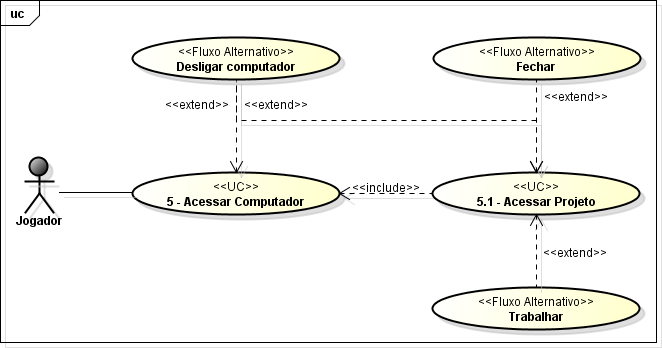 uc
<<Fluxo Alternativo>>
Desligar computador
<<Fluxo Alternativo>>
Fechar
<<extend>>
<<extend>>
<<extend>>
<<UC>>
5 - Acessar Computador
<<include>>
<<UC>>
5.1 - Acessar Projeto
Jogador
<<extend>>
<<Fluxo Alternativo>>
Trabalhar